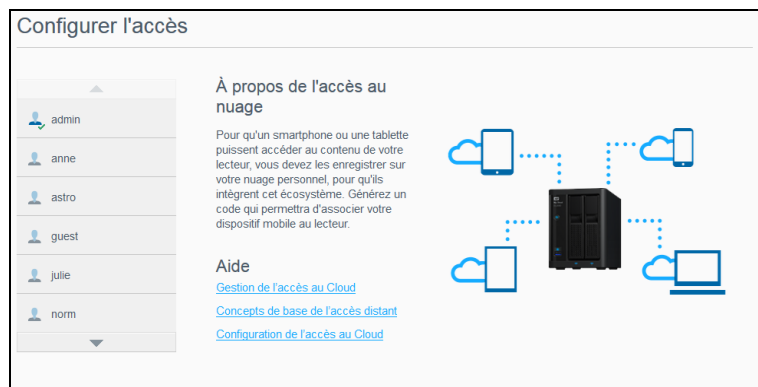 Configurer l'accès
admin
anne
astro
guest
julie
norm
À propos de l'accès au
nuage
Pour qu'un smartphone ou une tablette
puissent accéder au contenu de votre
lecteur, vous devez les enregistrer sur
votre nuage personnel, pour qu'ils
intègrent cet écosystème. Générez un
code qui permettra d'associer votre
dispositif mobile au lecteur.
Aide
Gestion de l'accès au Cloud
Concepts de base de l'accès distant
Configuration de l'accès au Cloud